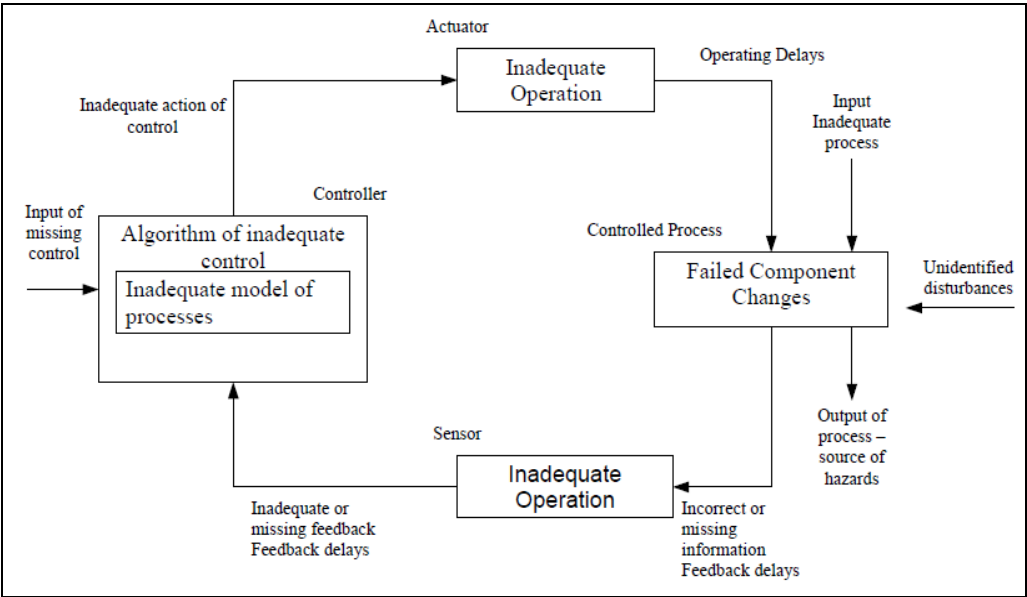 Actuator
Inadequate
Operation
Operating Delays
Inadequate action of
control
Input
Inadequate
process
Controller
Input of
missing
control
Algorithm of inadequate
control
Inadequate model of
processes
Controlled Process
Failed Component
Changes
Unidentified
disturbances
Output of
process –
source of
hazards
Sensor
Inadequate
Operation
Inadequate or
missing feedback
Feedback delays
Incorrect or
missing
information
Feedback delays